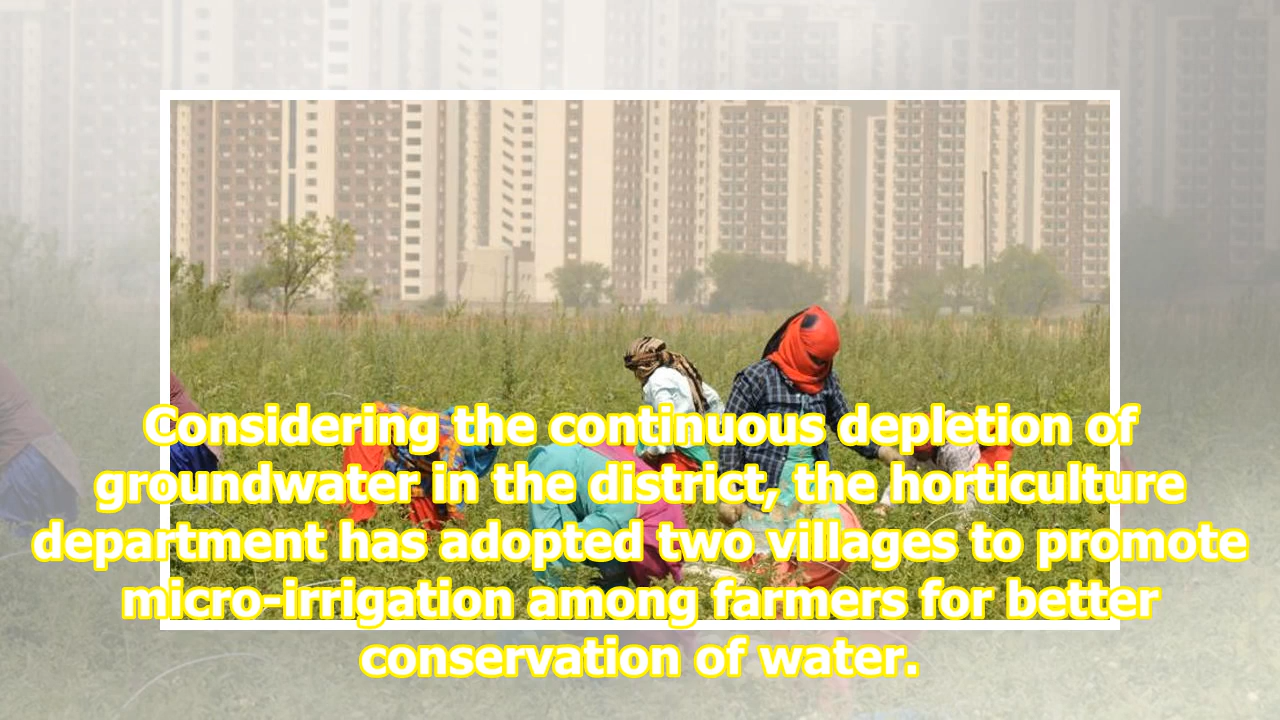 Considering the continuous depletion of
groundwater in the district, the horticulture
department has adopted two villages to promote
micro-irrigation among farmers for better
conservation of water.